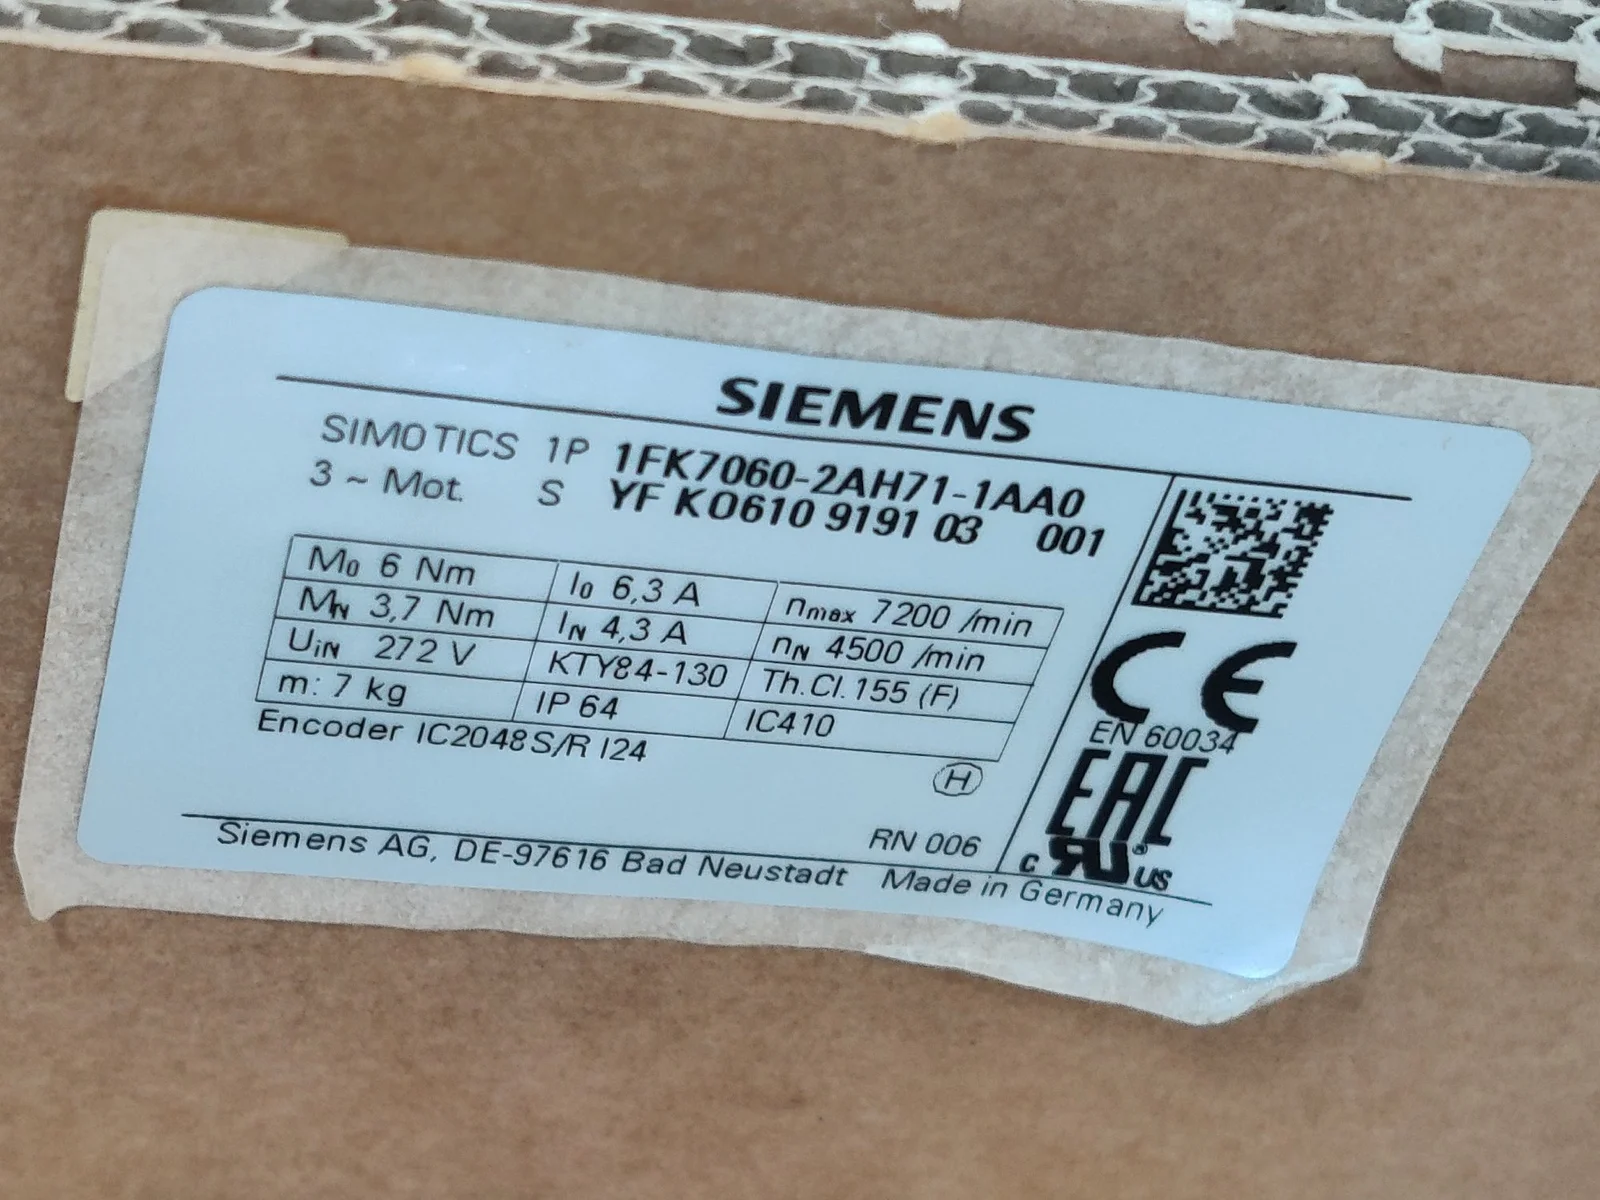 SIEMENS
SIMOTICS 1P 1FK7060-2AH71-1AA0
3 ~ Mot. S YF K0610 9191 03 001
M0 6 Nm I0 6,3 A nmax 7200 /min
MN 3,7 Nm IN 4,3 A nN 4500 /min
UiN 272 V KTY84-130 Th.Cl.155 (F)
m: 7 kg IP 64 IC410
Encoder IC2048S/R I24
H
CE
EN 60034
EAC
RN 006
c RU us
Siemens AG, DE-97616 Bad Neustadt Made in Germany